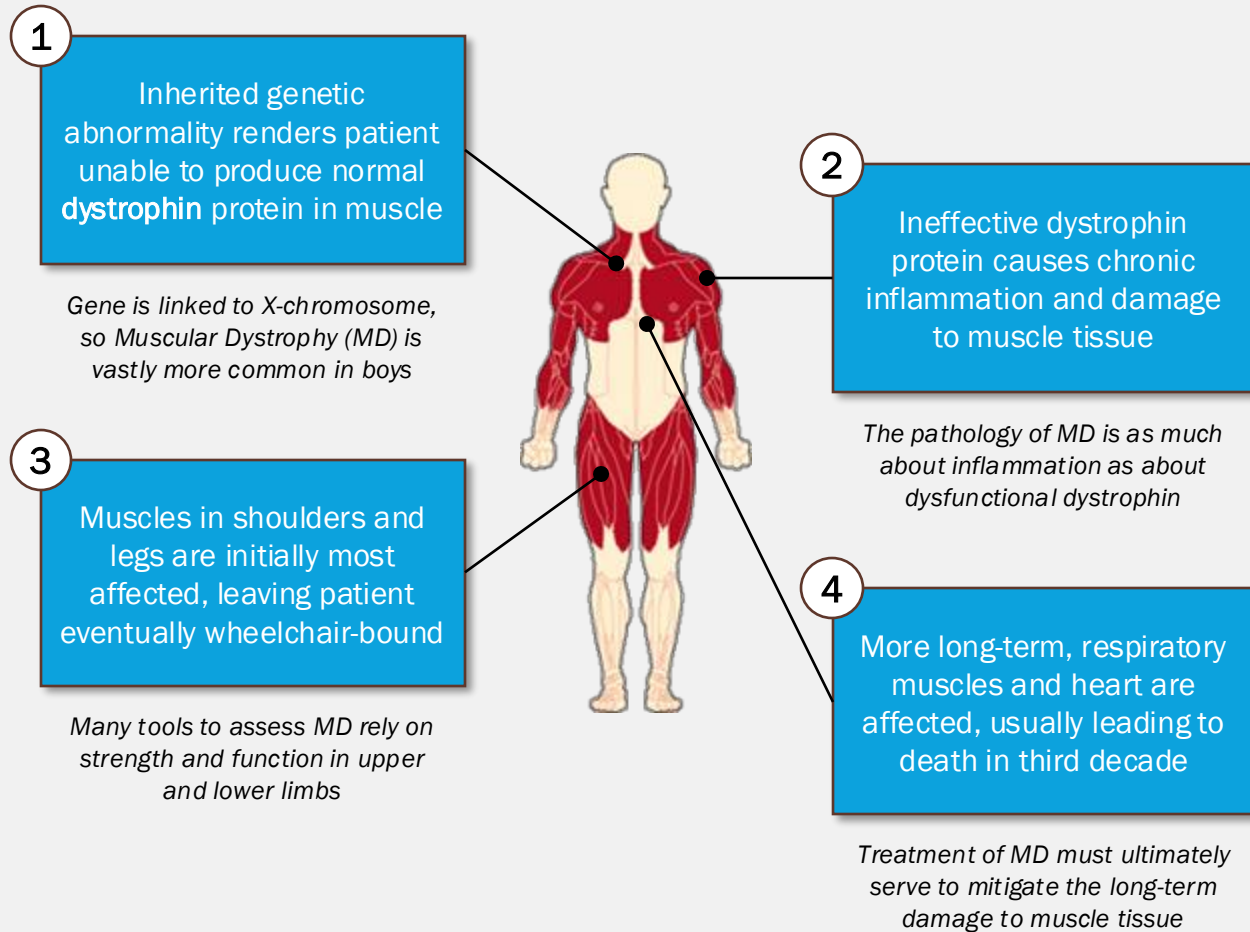 1
Inherited genetic
abnormality renders patient
unable to produce normal
dystrophin protein in muscle
Gene is linked to X-chromosome,
so Muscular Dystrophy (MD) is
vastly more common in boys
2
Ineffective dystrophin
protein causes chronic
inflammation and damage
to muscle tissue
The pathology of MD is as much
about inflammation as about
dysfunctional dystrophin
3
Muscles in shoulders and
legs are initially most
affected, leaving patient
eventually wheelchair-bound
Many tools to assess MD rely on
strength and function in upper
and lower limbs
4
More long-term, respiratory
muscles and heart are
affected, usually leading to
death in third decade
Treatment of MD must ultimately
serve to mitigate the long-term
damage to muscle tissue